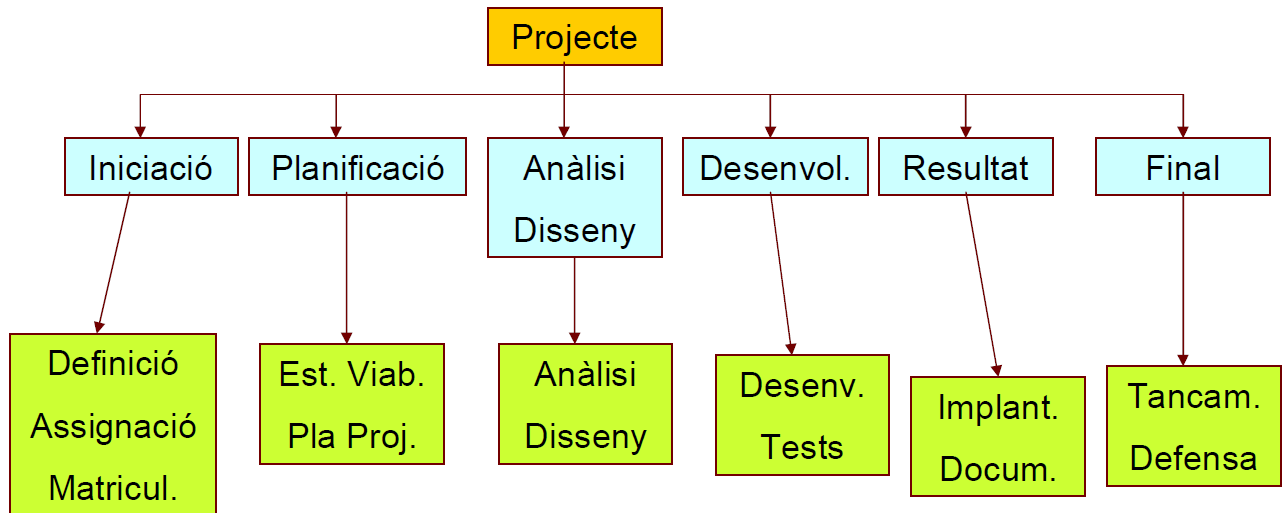 Projecte
Iniciació
Planificació
Anàlisi
Disseny
Desenvol.
Resultat
Final
Definició
Assignació
Matricul.
Est. Viab.
Pla Proj.
Anàlisi
Disseny
Desenv.
Tests
Implant.
Docum.
Tancam.
Defensa